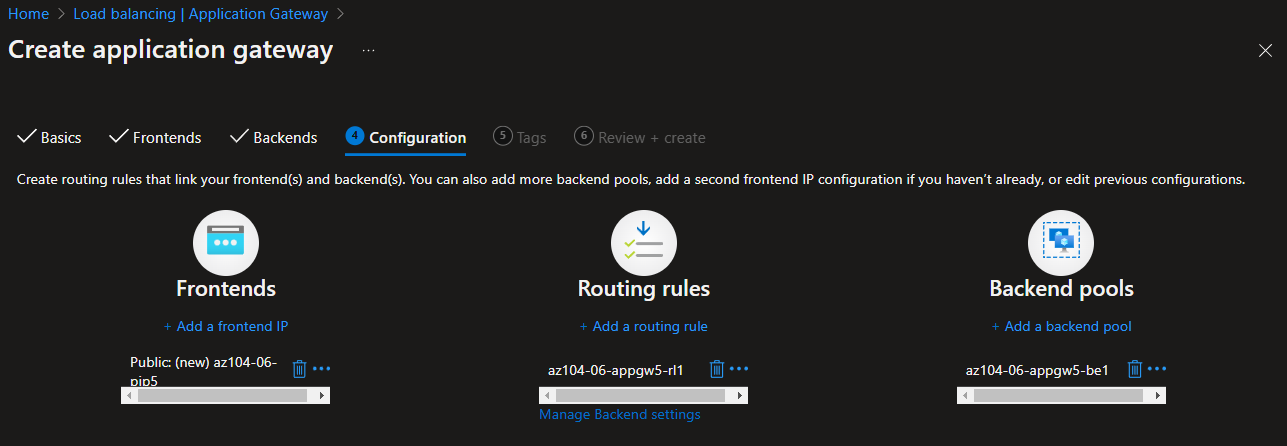 Home > Load balancing | Application Gateway >
Create application gateway ...
Basics Frontends Backends 4 Configuration 5 Tags 6 Review + create
Create routing rules that link your frontend(s) and backend(s). You can also add more backend pools, add a second frontend IP configuration if you haven't already, or edit previous configurations.
Frontends Routing rules Backend pools
+ Add a frontend IP + Add a routing rule + Add a backend pool
Public: (new) az104-06-
pip5
az104-06-appgw5-rl1 az104-06-appgw5-be1
Manage Backend settings